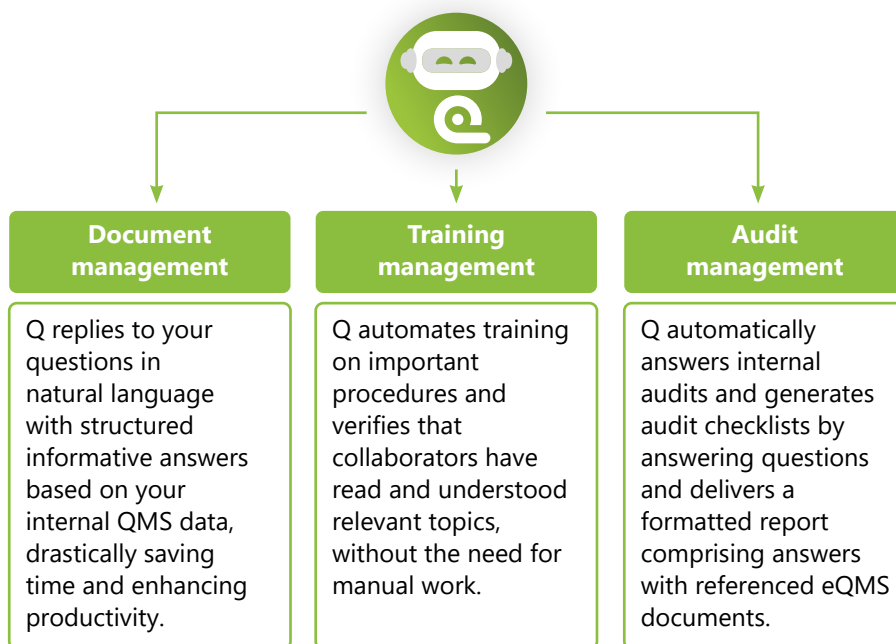 Document
management
Q replies to your
questions in
natural language
with structured
informative answers
based on your
internal QMS data,
drastically saving
time and enhancing
productivity.
Training
management
Q automates training
on important
procedures and
verifies that
collaborators have
read and understood
relevant topics,
without the need for
manual work.
Audit
management
Q automatically
answers internal
audits and generates
audit checklists by
answering questions
and delivers a
formatted report
comprising answers
with referenced eQMS
documents.